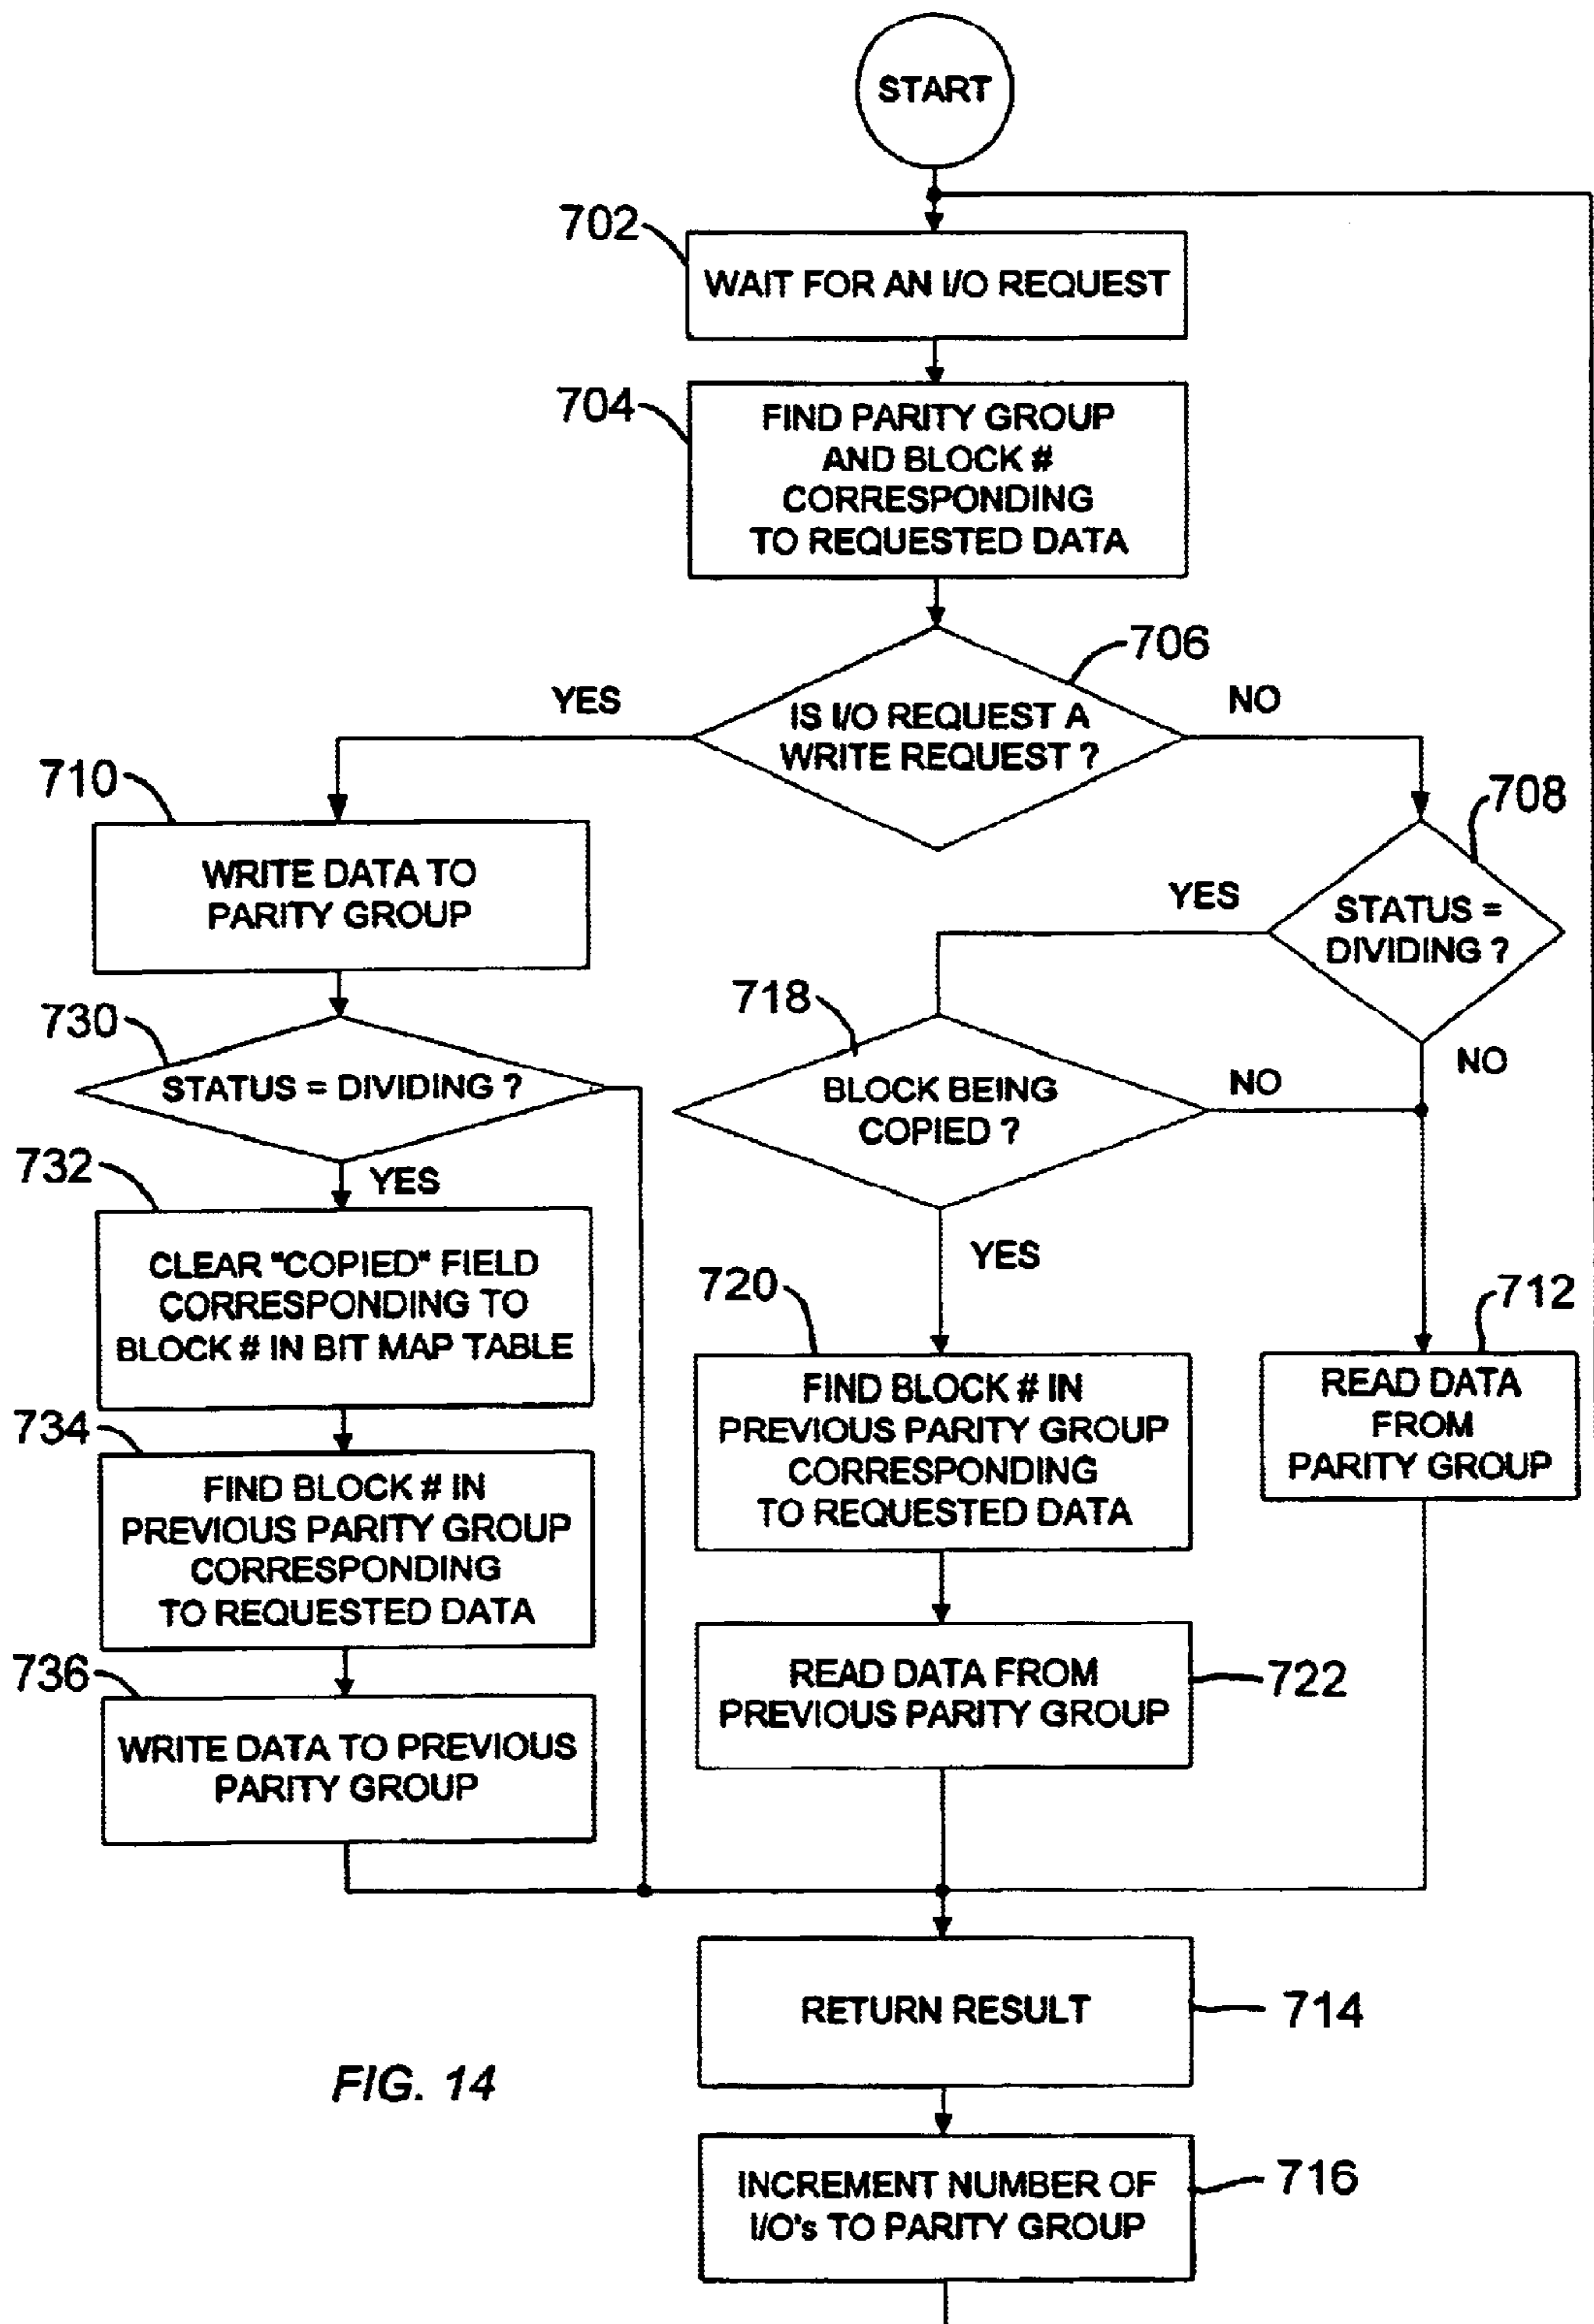 START
702
WAIT FOR AN I/O REQUEST
704
FIND PARITY GROUP
AND BLOCK #
CORRESPONDING
TO REQUESTED DATA
706
YES
IS I/O REQUEST A
WRITE REQUEST ?
NO
710
WRITE DATA TO
PARITY GROUP
708
YES
STATUS =
DIVIDING ?
NO
730
STATUS = DIVIDING ?
YES
718
BLOCK BEING
COPIED ?
NO
YES
732
CLEAR "COPIED" FIELD
CORRESPONDING TO
BLOCK # IN BIT MAP TABLE
720
FIND BLOCK # IN
PREVIOUS PARITY GROUP
CORRESPONDING
TO REQUESTED DATA
712
READ DATA
FROM
PARITY GROUP
734
FIND BLOCK # IN
PREVIOUS PARITY GROUP
CORRESPONDING
TO REQUESTED DATA
722
READ DATA FROM
PREVIOUS PARITY GROUP
736
WRITE DATA TO PREVIOUS
PARITY GROUP
RETURN RESULT
714
FIG. 14
INCREMENT NUMBER OF
I/O's TO PARITY GROUP
716